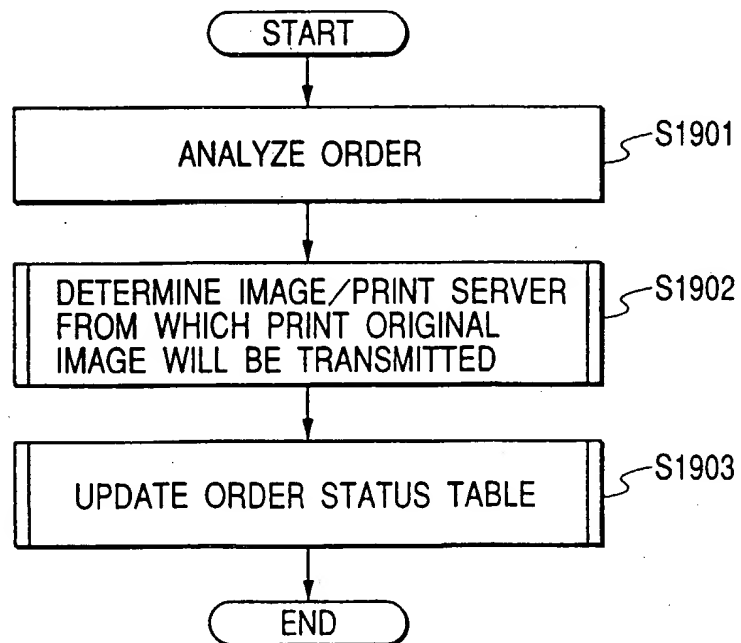 START
ANALYZE ORDER
S1901
DETERMINE IMAGE/PRINT SERVER
FROM WHICH PRINT ORIGINAL
IMAGE WILL BE TRANSMITTED
S1902
UPDATE ORDER STATUS TABLE
S1903
END